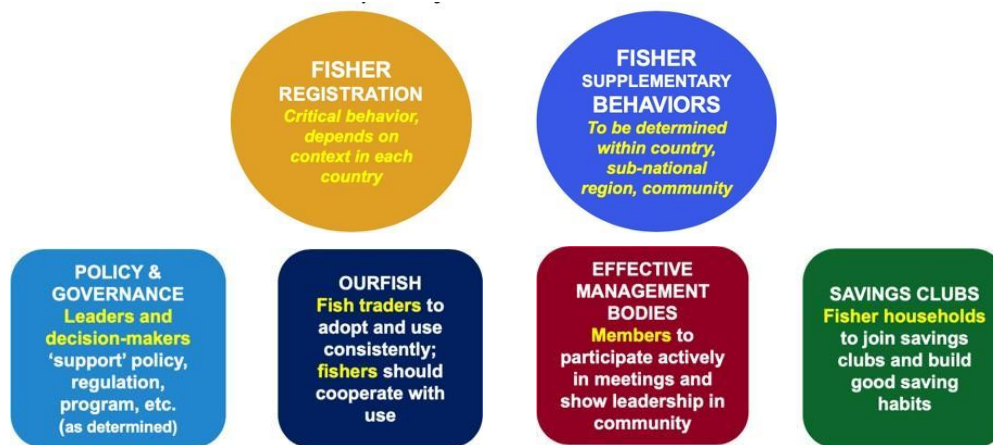 FISHER
REGISTRATION
Critical behavior,
depends on
context in each
country
FISHER
SUPPLEMENTARY
BEHAVIORS
To be determined
within country,
sub-national
region, community
POLICY &
GOVERNANCE
Leaders and
decision-makers
‘support’ policy,
regulation,
program, etc.
(as determined)
OURFISH
Fish traders to
adopt and use
consistently;
fishers should
cooperate with
use
EFFECTIVE
MANAGEMENT
BODIES
Members to
participate actively
in meetings and
show leadership in
community
SAVINGS CLUBS
Fisher households
to join savings
clubs and build
good saving
habits